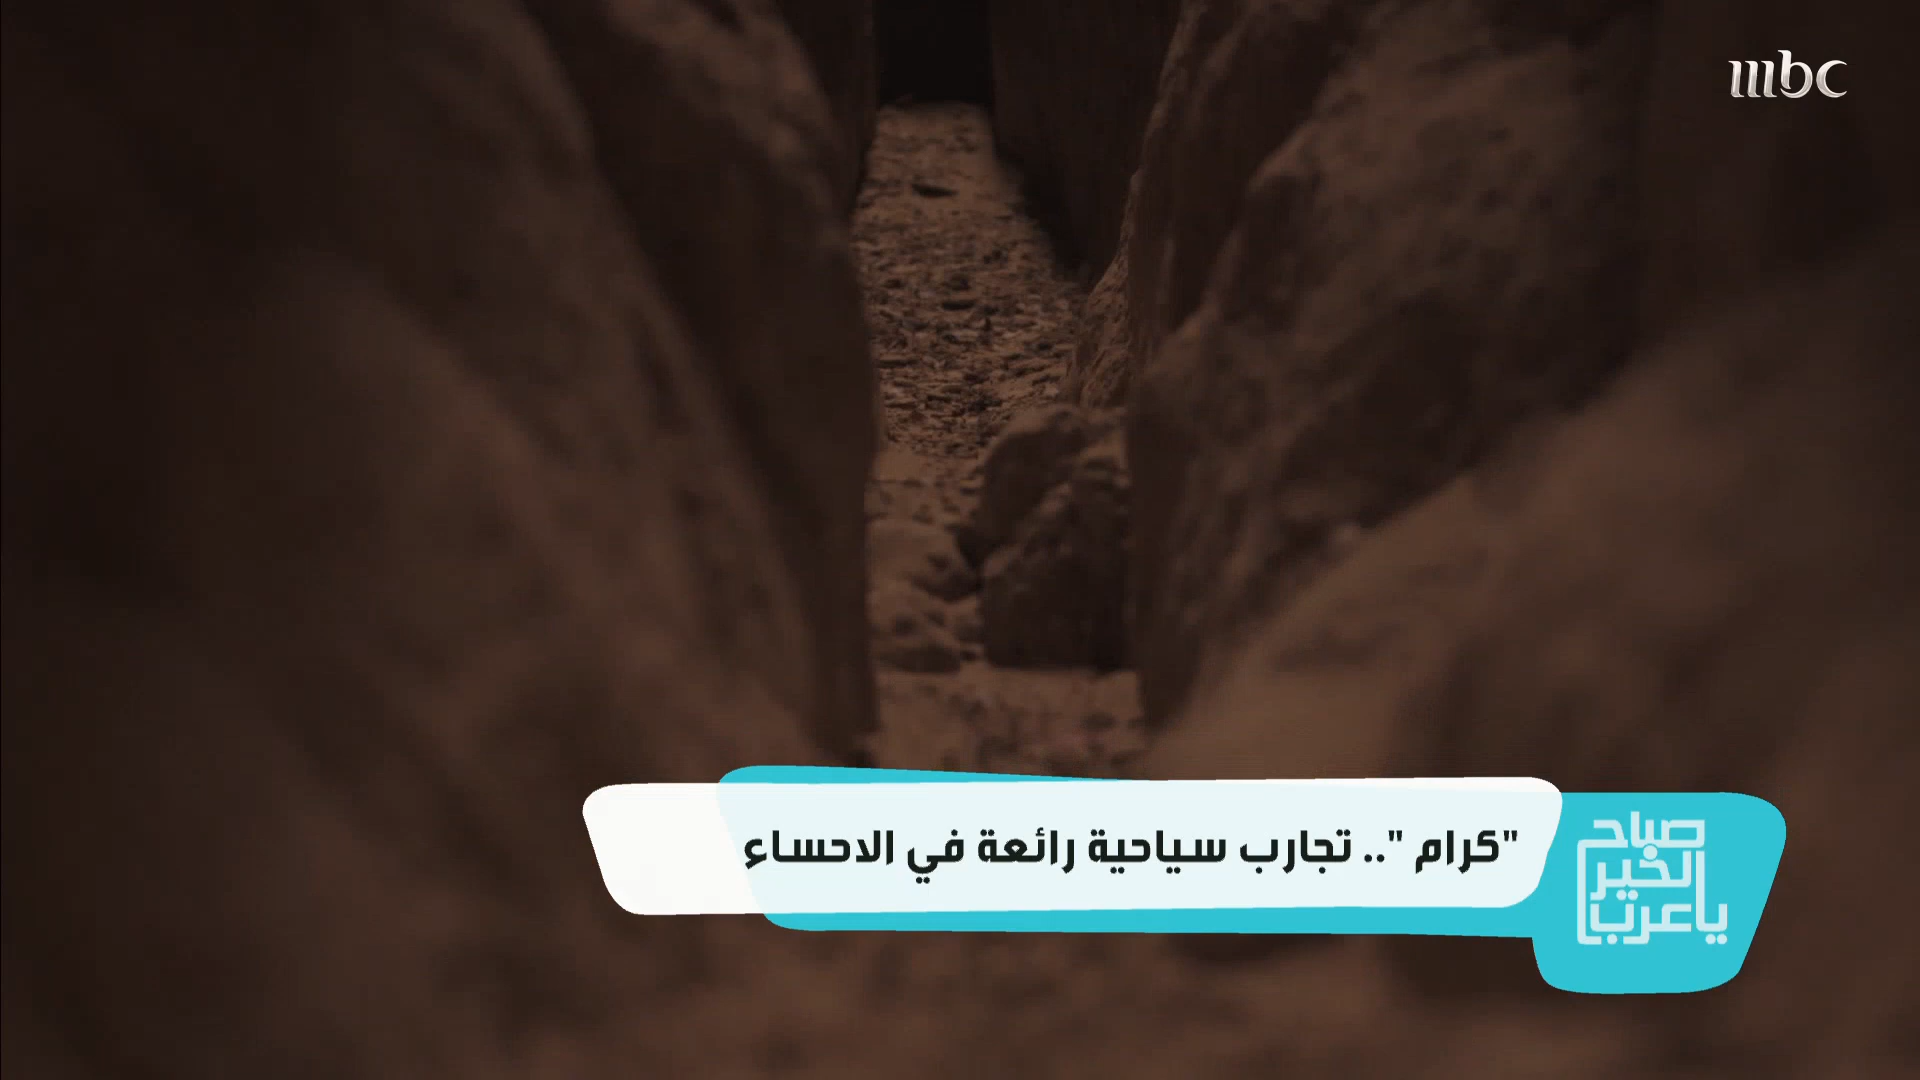 mbc
"كرام ".. تجارب سياحية رائعة في الاحساء
صباح
الخير
ياعرب